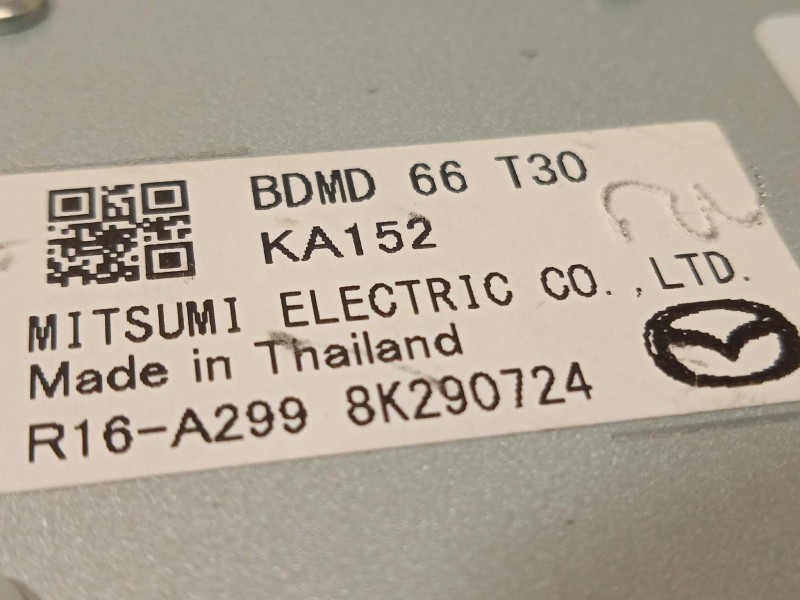 BDMD 66 T30
KA152
MITSUMI ELECTRIC CO.,LTD.
Made in Thailand
R16-A299 8K290724